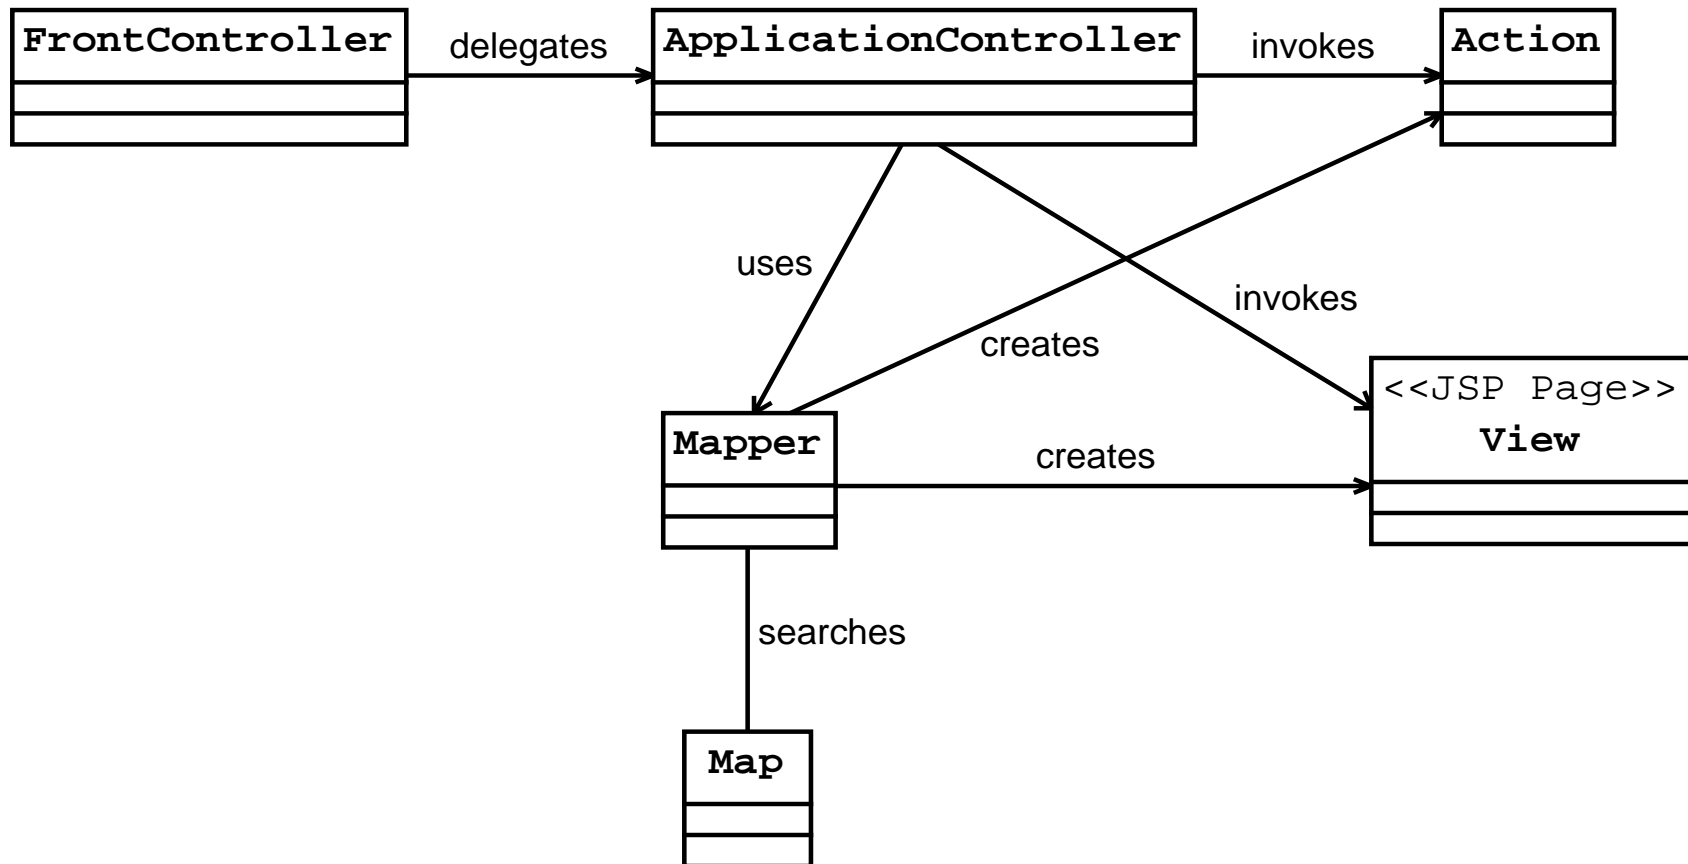 FrontController
delegates
ApplicationController
invokes
Action
uses
invokes
creates
<<JSP Page>>
View
Mapper
creates
searches
Map